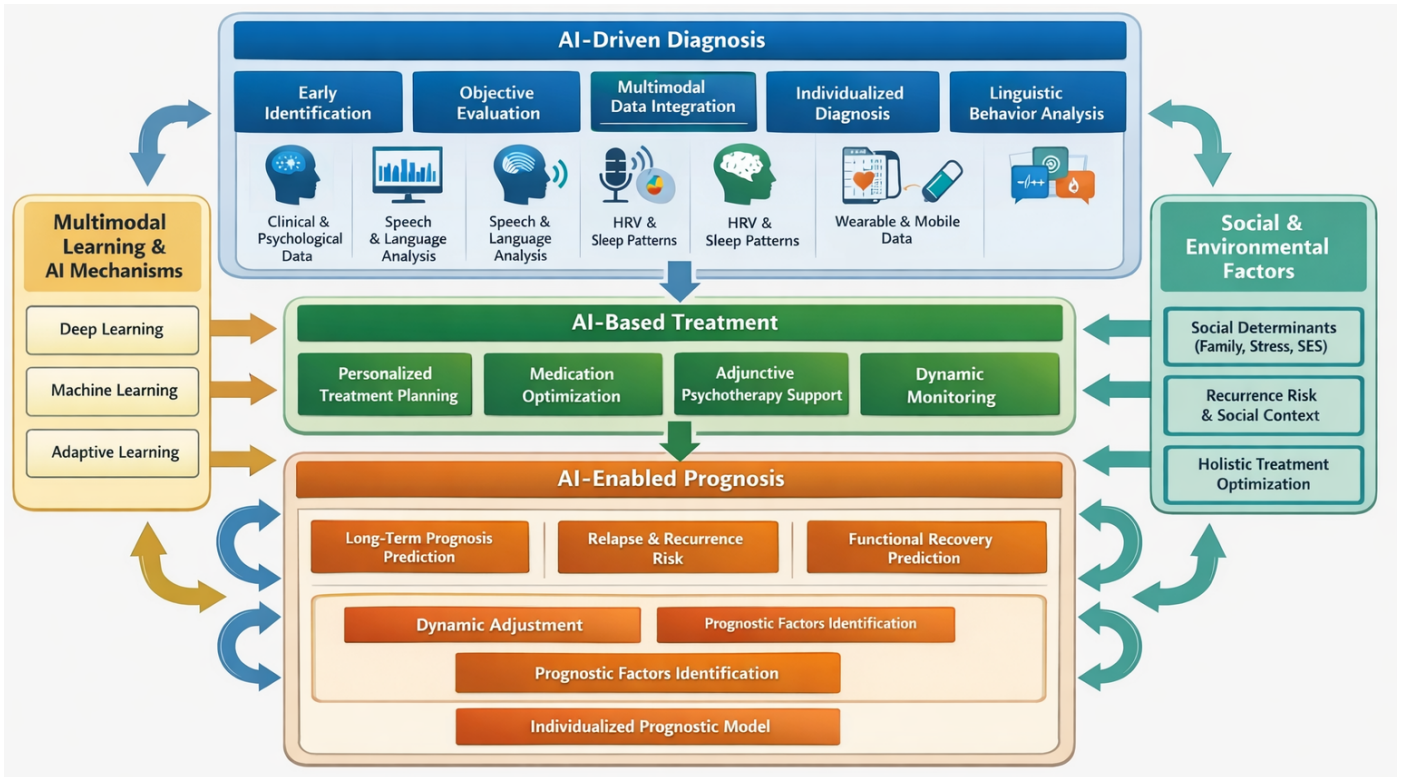 AI-Driven Diagnosis
Early
Identification
Objective
Evaluation
Multimodal
Data Integration
Individualized
Diagnosis
Linguistic
Behavior Analysis
Clinical &
Psychological
Data
Speech
& Language
Analysis
Speech &
Language
Analysis
HRV &
Sleep Patterns
HRV &
Sleep Patterns
Wearable & Mobile
Data
Multimodal
Learning &
AI Mechanisms
Deep Learning
Machine Learning
Adaptive Learning
Social &
Environmental
Factors
Social Determinants
(Family, Stress, SES)
Recurrence Risk
& Social Context
Holistic Treatment
Optimization
AI-Based Treatment
Personalized
Treatment Planning
Medication
Optimization
Adjunctive
Psychotherapy Support
Dynamic
Monitoring
AI-Enabled Prognosis
Long-Term Prognosis
Prediction
Relapse & Recurrence
Risk
Functional Recovery
Prediction
Dynamic Adjustment
Prognostic Factors Identification
Prognostic Factors Identification
Individualized Prognostic Model